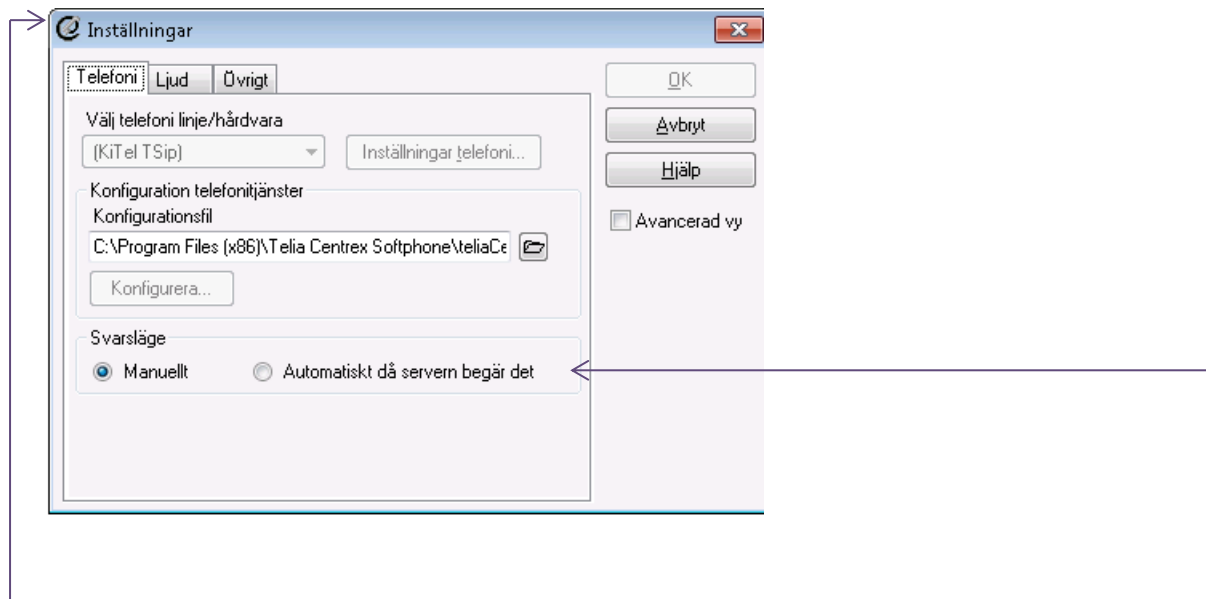 Inställningar
Telefoni Ljud Övrigt
OK
Välj telefoni linje/hårdvara
Avbryt
(KiTel TSip) Inställningar telefoni...
Hjälp
Konfiguration telefonitjänster
Konfigurationsfil
Avancerad vy
C:\Program Files (x86)\Telia Centrex Softphone\teliaCe
Konfigurera...
Svarsläge
Manuellt Automatiskt då servern begär det